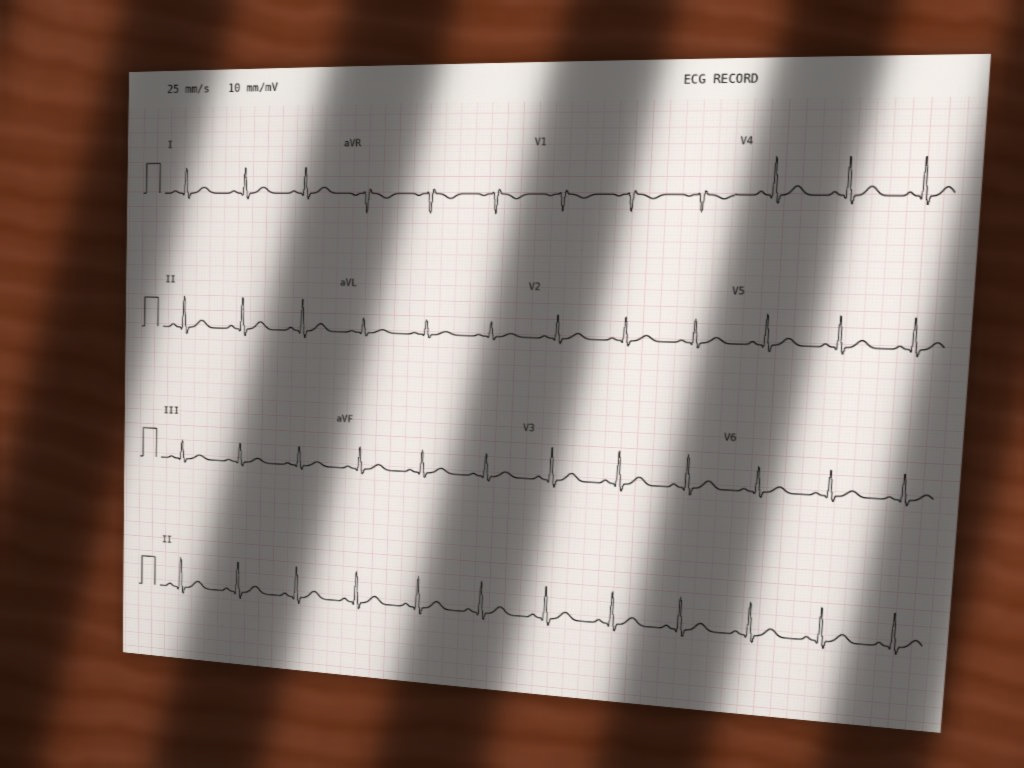 25 mm/s 10 mm/mV ECG RECORD
I aVR V1 V4
II aVL V2 V5
III aVF V3 V6
II